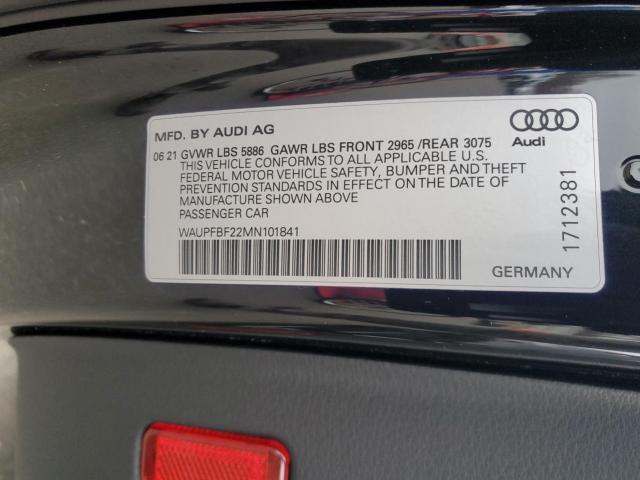 MFD. BY AUDI AG
Audi
06 21 GVWR LBS 5886 GAWR LBS FRONT 2965 /REAR 3075
THIS VEHICLE CONFORMS TO ALL APPLICABLE U.S.
FEDERAL MOTOR VEHICLE SAFETY, BUMPER AND THEFT
PREVENTION STANDARDS IN EFFECT ON THE DATE OF
MANUFACTURE SHOWN ABOVE
PASSENGER CAR
WAUPFBF22MN101841
1712381
GERMANY